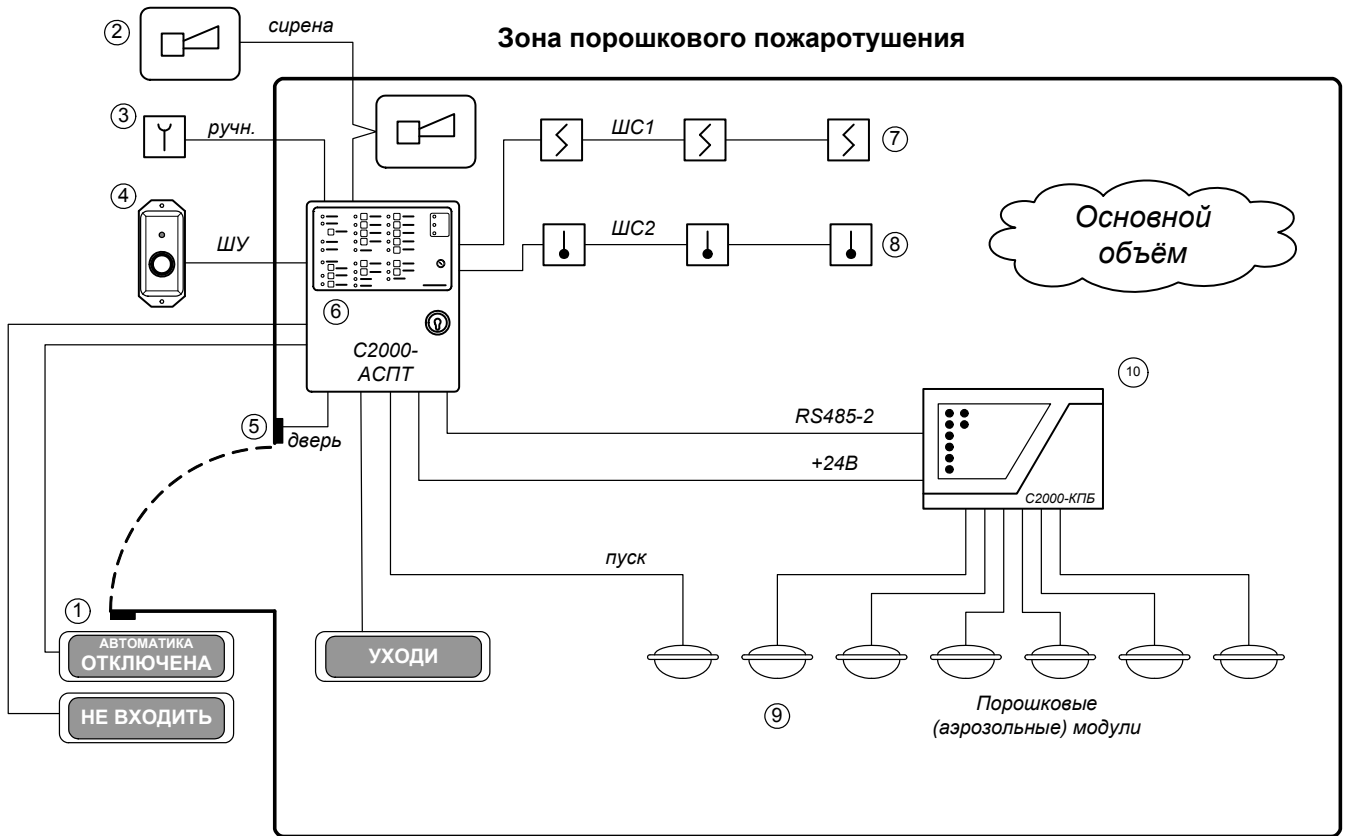 2
сирена
Зона порошкового пожаротушения
3
ручн.
ШС1
7
4
ШУ
ШС2
8
Основной
объём
6
С2000-
АСПТ
10
5
дверь
RS485-2
+24В
С2000-КПБ
пуск
1
АВТОМАТИКА
ОТКЛЮЧЕНА
НЕ ВХОДИТЬ
УХОДИ
9
Порошковые
(аэрозольные) модули